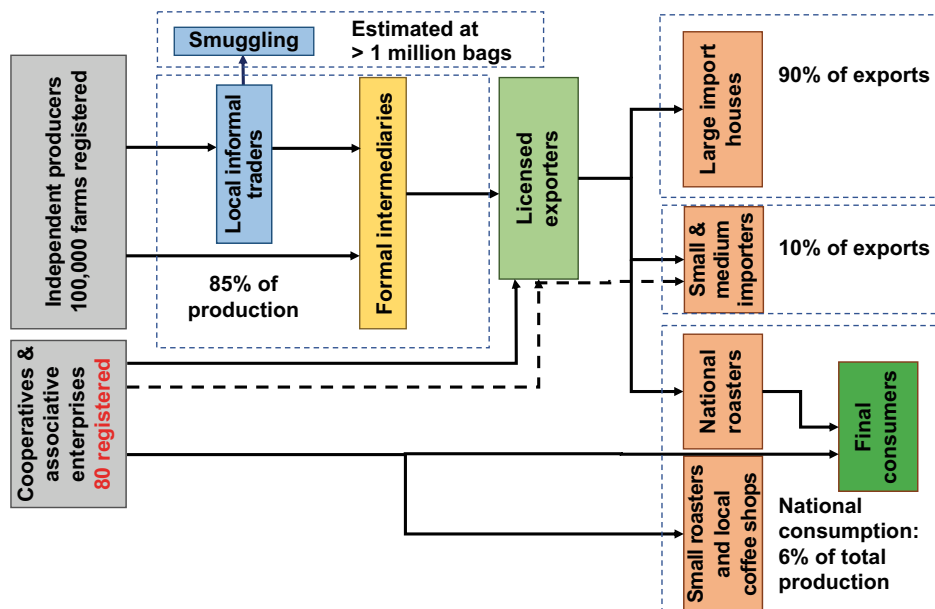 Smuggling
Estimated at
> 1 million bags
Independent producers
100,000 farms registered
Local informal
traders
Formal intermediaries
85% of
production
Licensed
exporters
Large import
houses
90% of exports
Small &
medium
importers
10% of exports
Cooperatives &
associative
enterprises
80 registered
National
roasters
Final
consumers
Small roasters
and local
coffee shops
National
consumption:
6% of total
production